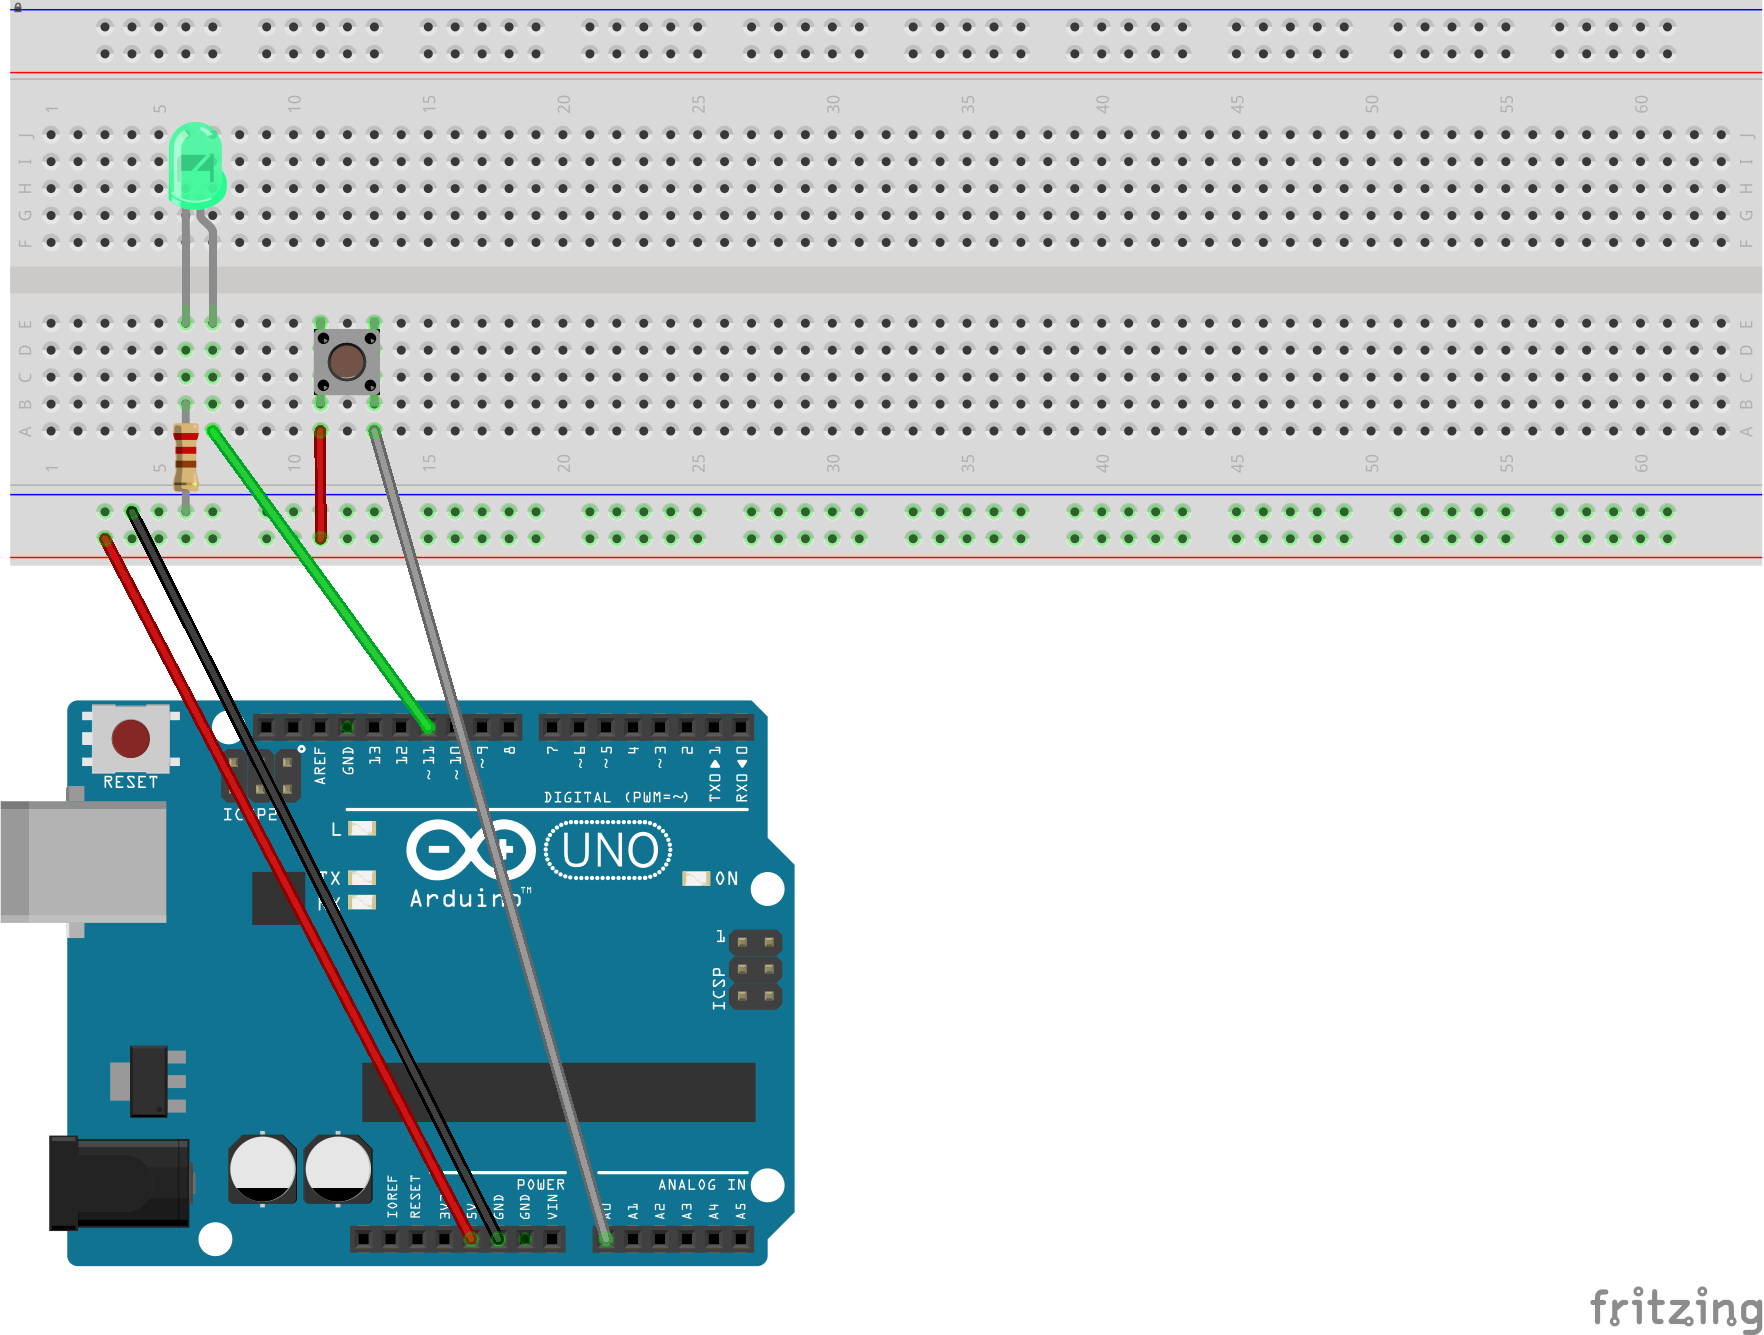 1 5 10 15 20 25 30 35 40 45 50 55 60
J J
I I
H H
G G
F F
E E
D D
C C
B B
A A
1 5 10 15 20 25 30 35 40 45 50 55 60
RESET
AREF GND 13 12 ~11 ~10 ~9 8 7 ~6 ~5 4 ~3 2 TX0▶1 RX0◀0
DIGITAL (PWM=~)
L
UNO
TX
ON
Arduino™
1
ICSP
POWER
ANALOG IN
IOREF RESET 5V GND GND VIN A0 A1 A2 A3 A4 A5
fritzing